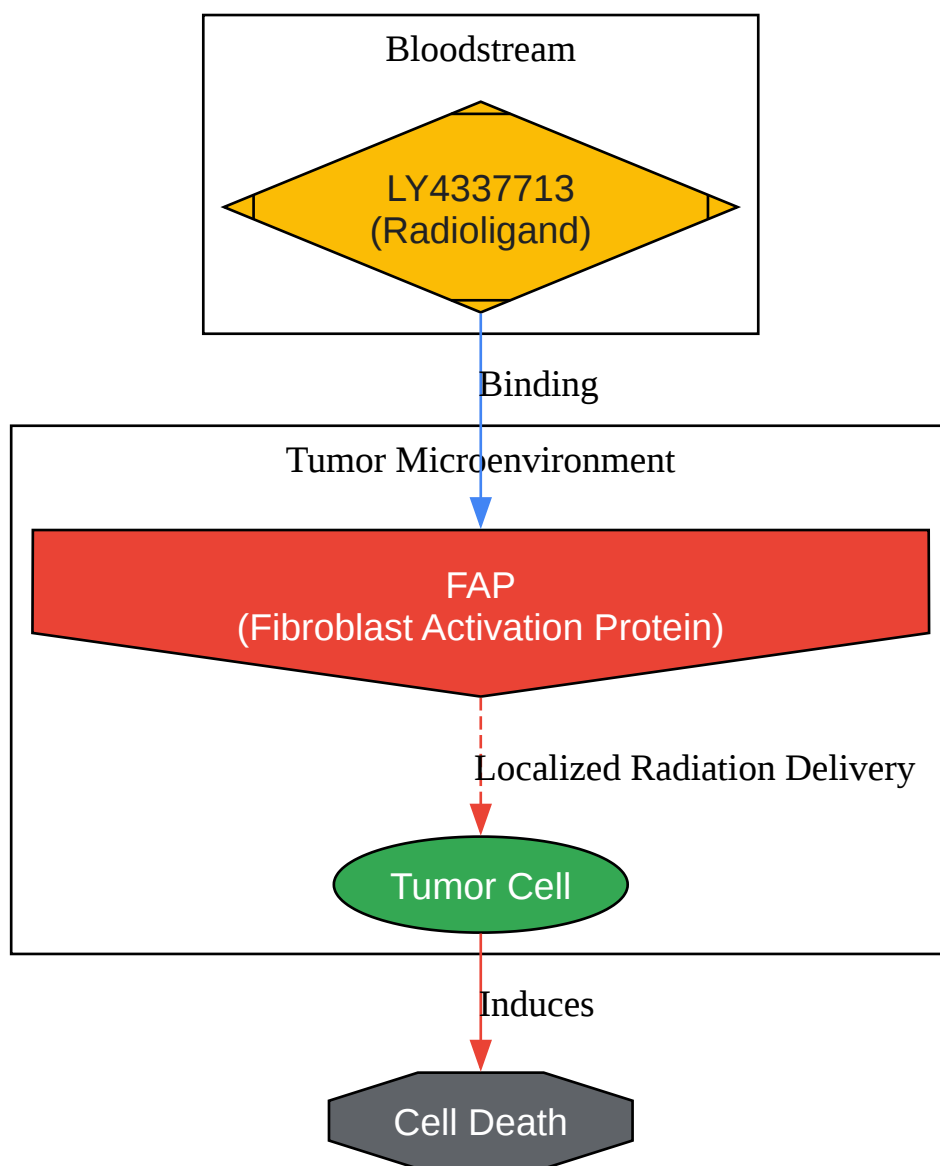 Bloodstream
LY4337713
(Radioligand)
Binding
Tumor Microenvironment
FAP
(Fibroblast Activation Protein)
Localized Radiation Delivery
Tumor Cell
Induces
Cell Death